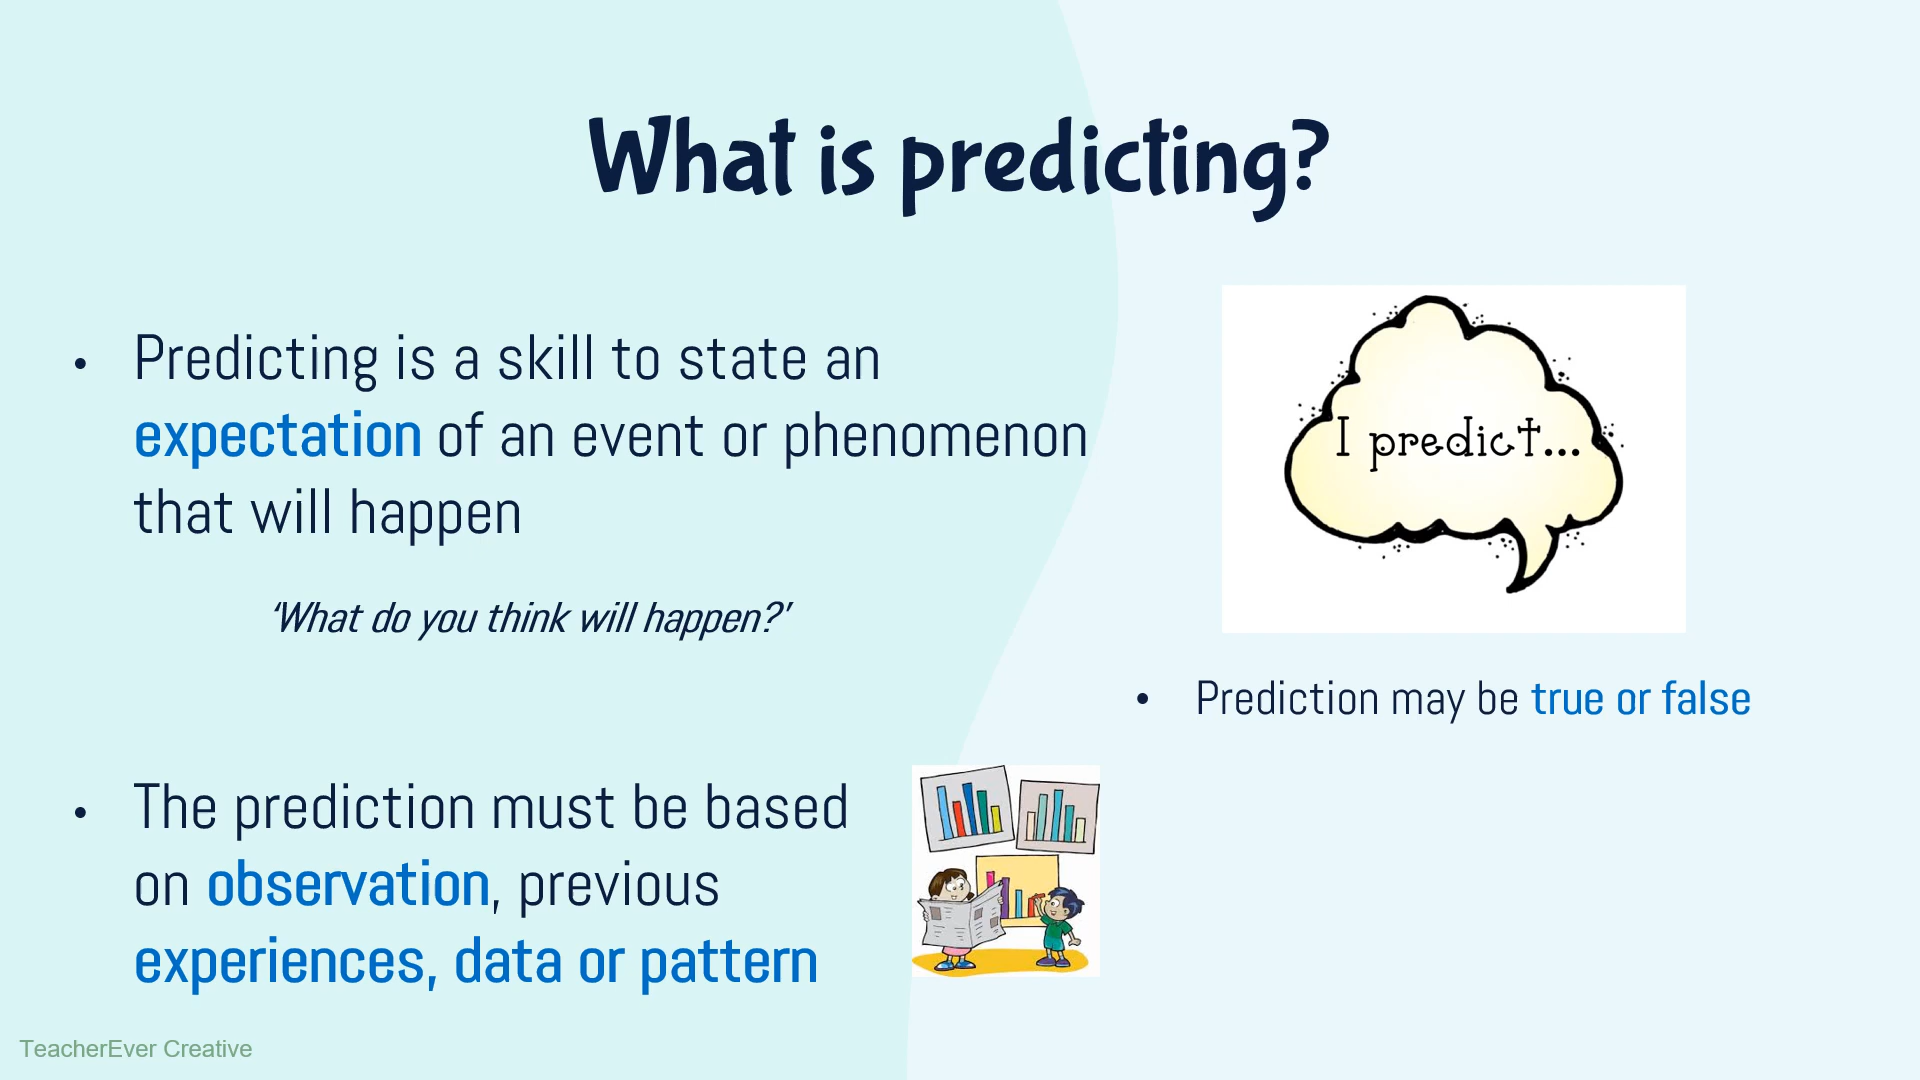 What is predicting?
• Predicting is a skill to state an
expectation of an event or phenomenon
that will happen
‘What do you think will happen?’
I predict...
• Prediction may be true or false
• The prediction must be based
on observation, previous
experiences, data or pattern
TeacherEver Creative